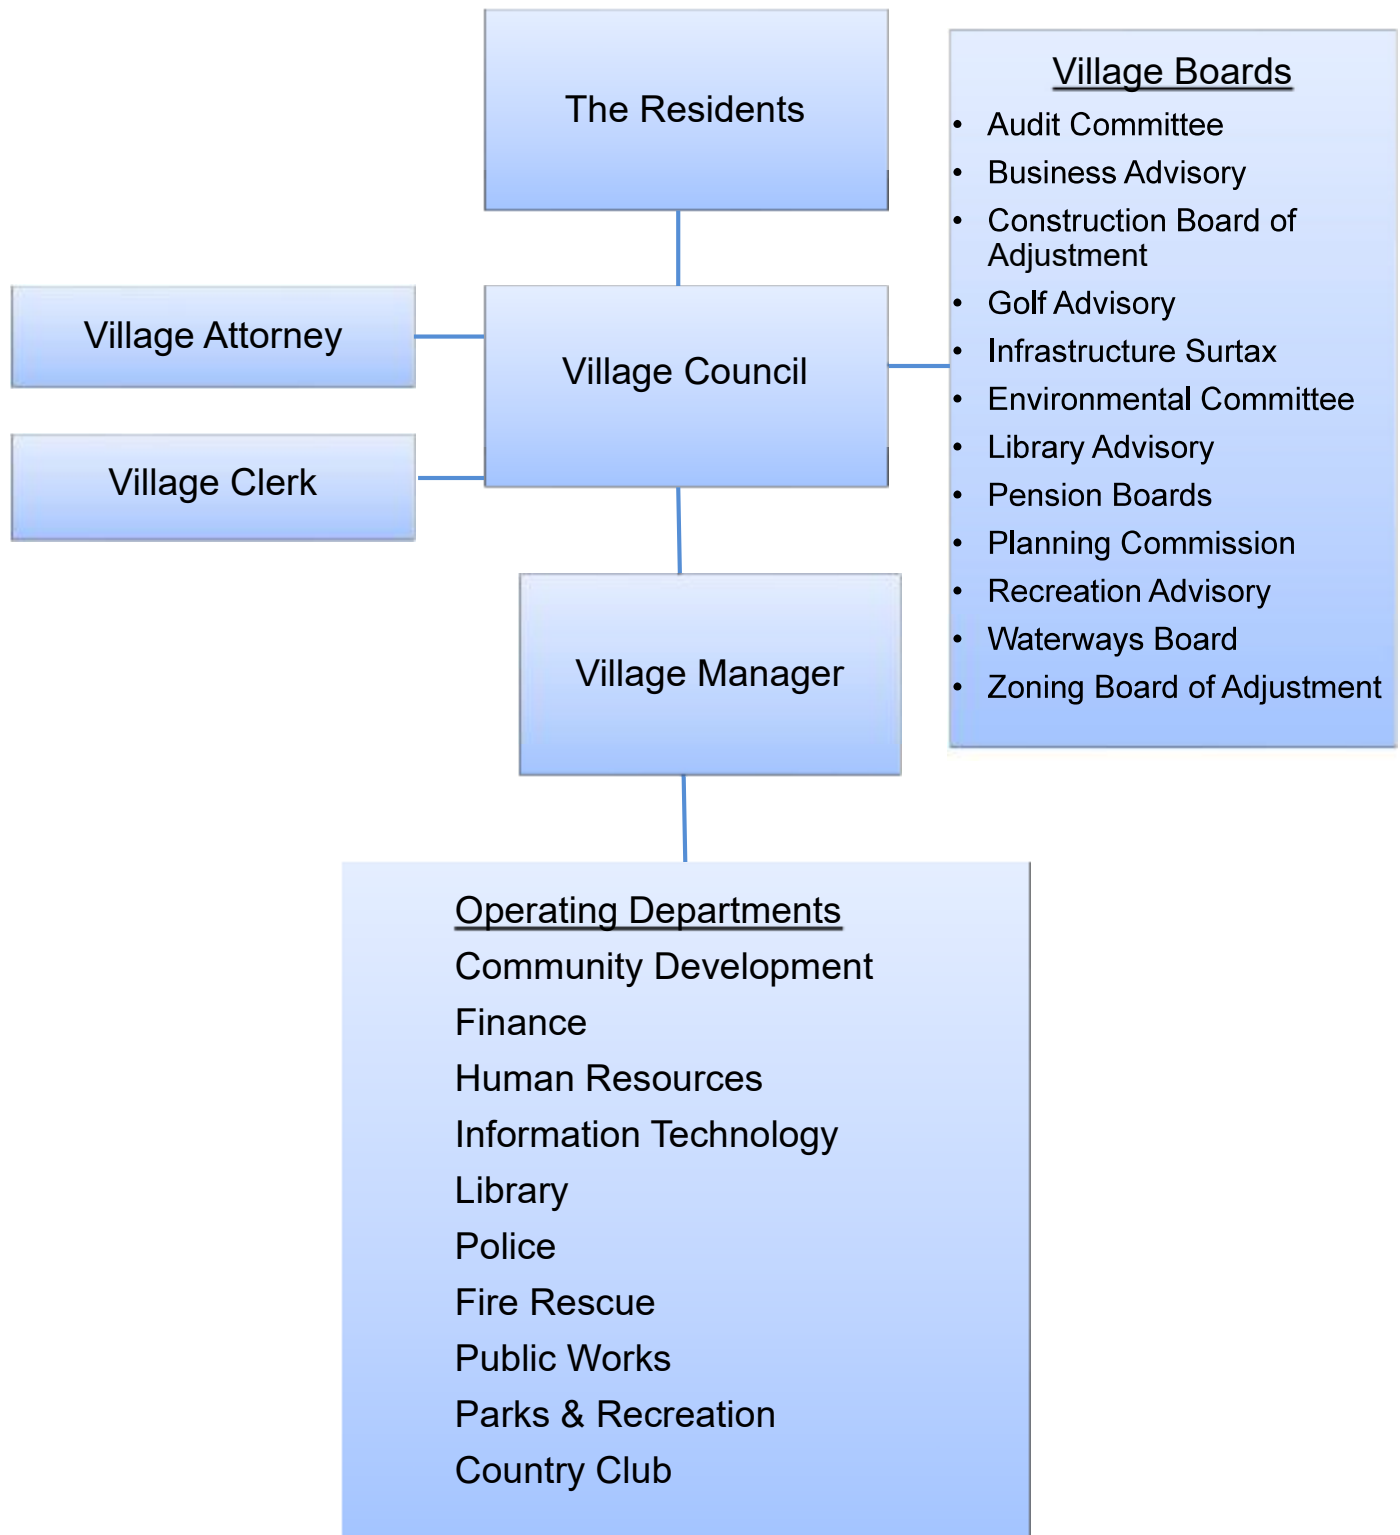 The Residents
Village Attorney
Village Clerk
Village Council
Village Boards
• Audit Committee
• Business Advisory
• Construction Board of
Adjustment
• Golf Advisory
• Infrastructure Surtax
• Environmental Committee
• Library Advisory
• Pension Boards
• Planning Commission
• Recreation Advisory
• Waterways Board
• Zoning Board of Adjustment
Village Manager
Operating Departments
Community Development
Finance
Human Resources
Information Technology
Library
Police
Fire Rescue
Public Works
Parks & Recreation
Country Club